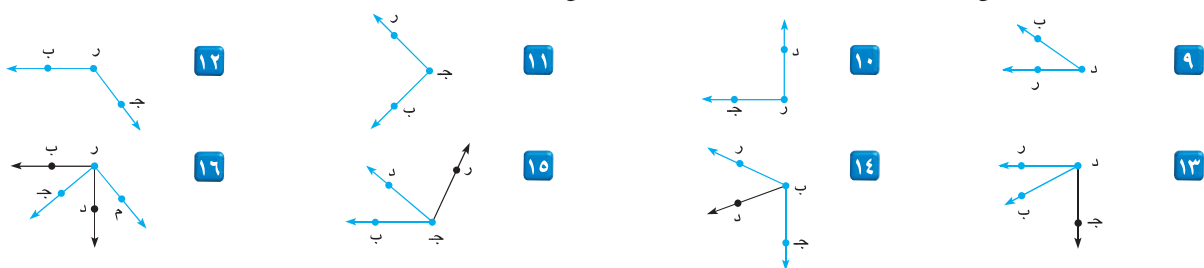 ٩ ب د ر
١٠ د ر جـ
١١ ر جـ ب
١٢ ب ر جـ
١٣ د ر ب جـ
١٤ ر ب د جـ
١٥ ر د ب جـ
١٦ ب ر جـ د م